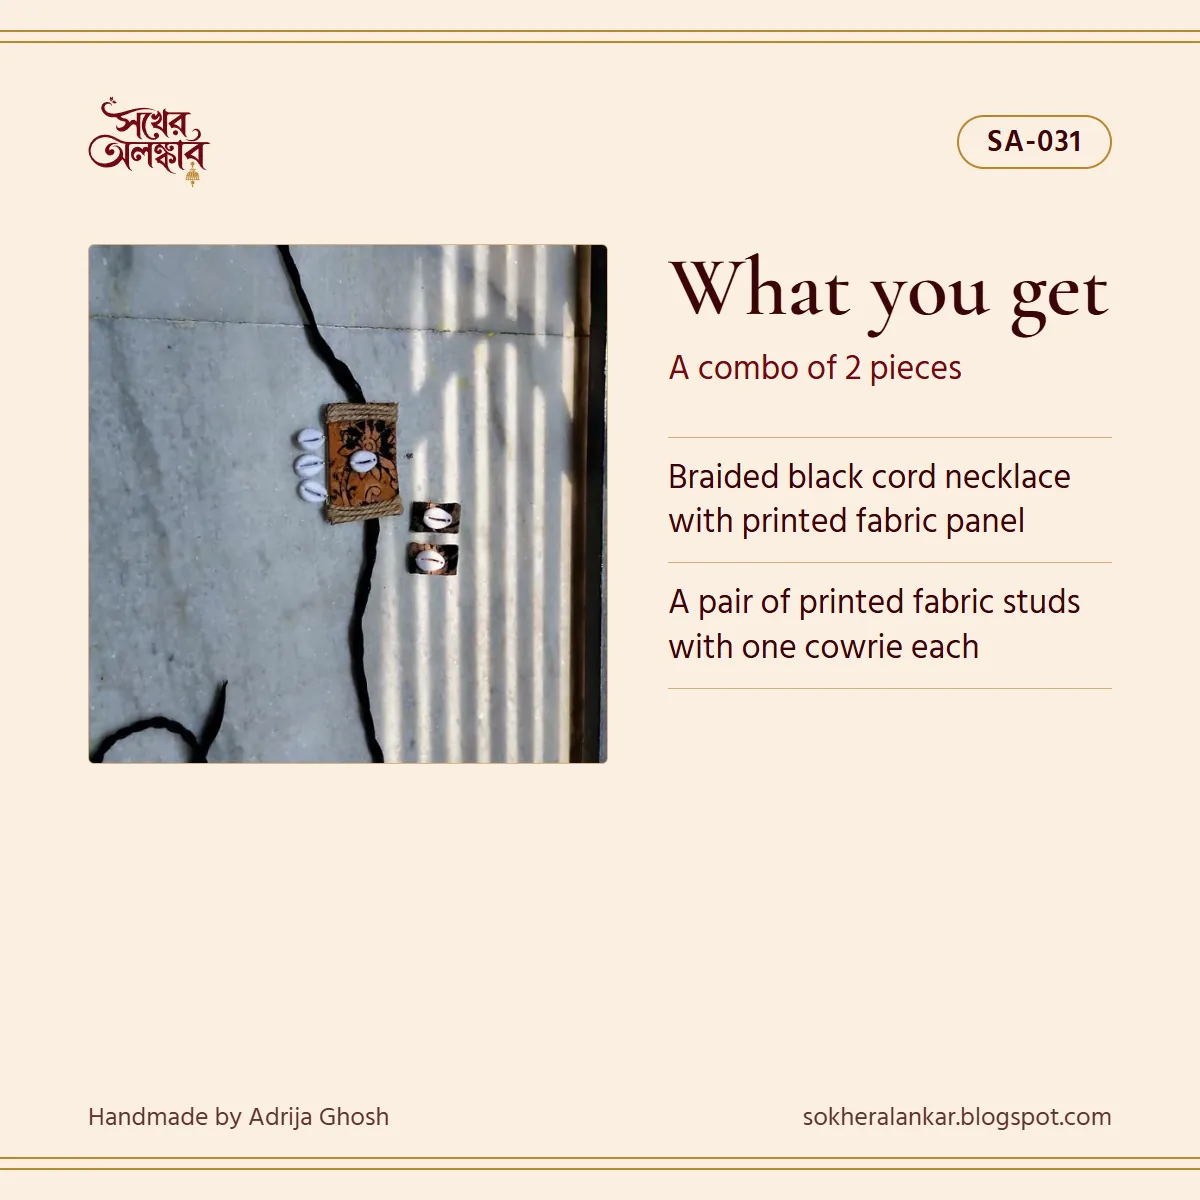 সখের
অলঙ্কার
SA-031
What you get
A combo of 2 pieces
Braided black cord necklace
with printed fabric panel
A pair of printed fabric studs
with one cowrie each
Handmade by Adrija Ghosh
sokheralankar.blogspot.com